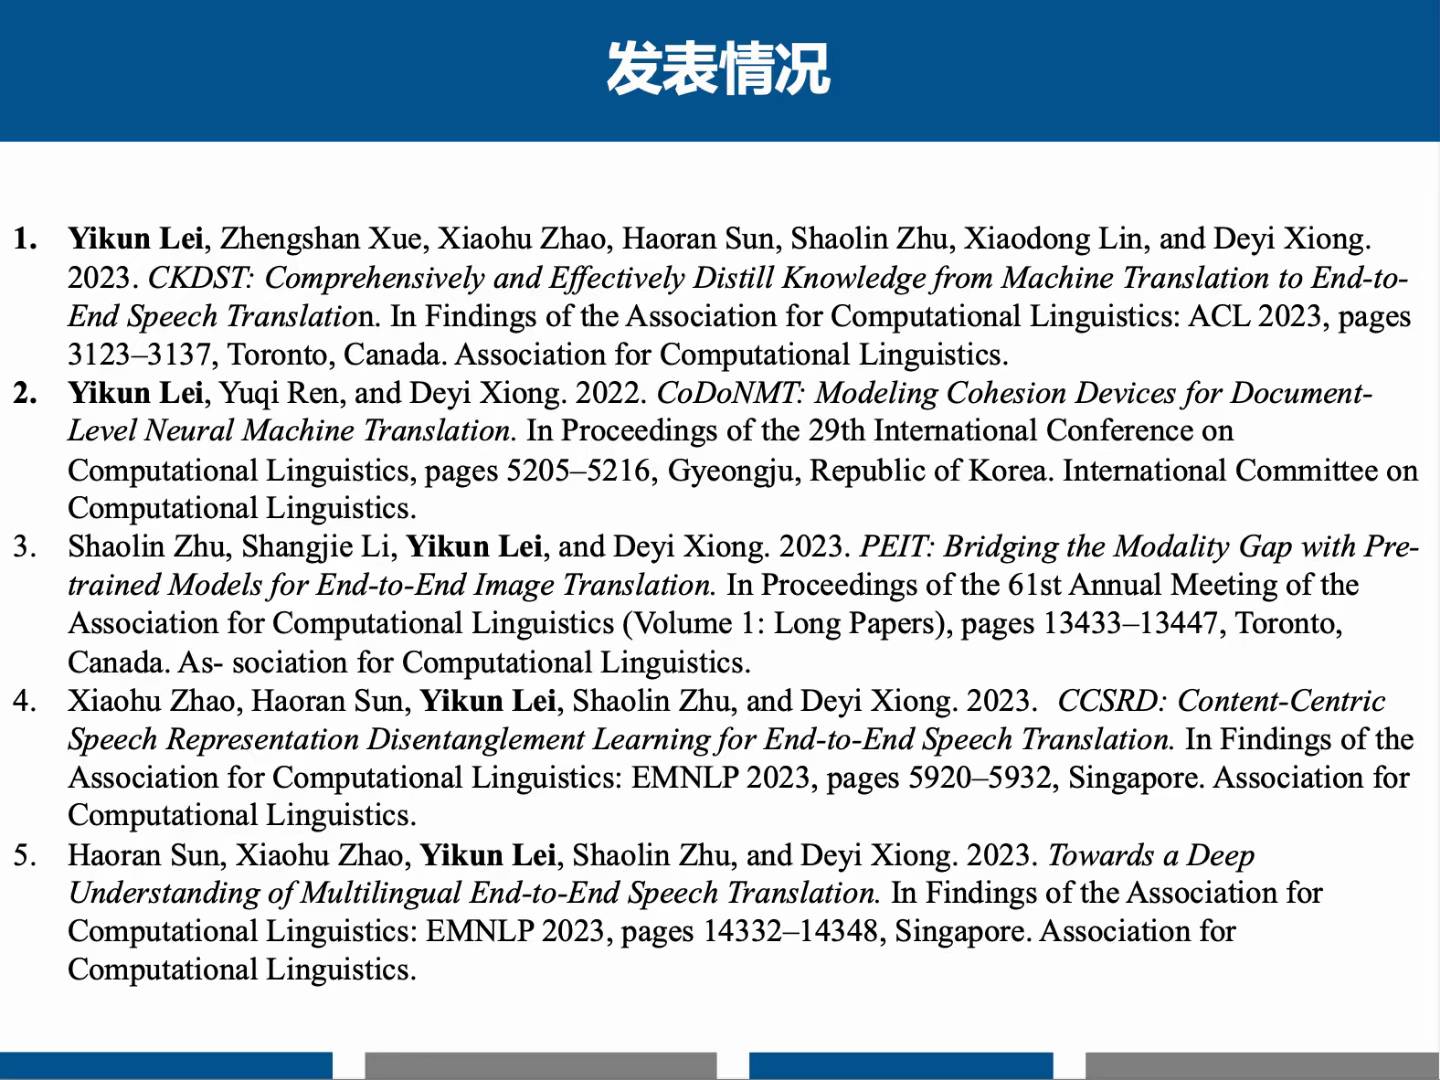 发表情况
1. Yikun Lei, Zhengshan Xue, Xiaohu Zhao, Haoran Sun, Shaolin Zhu, Xiaodong Lin, and Deyi Xiong.
2023. CKDST: Comprehensively and Effectively Distill Knowledge from Machine Translation to End-to-
End Speech Translation. In Findings of the Association for Computational Linguistics: ACL 2023, pages
3123–3137, Toronto, Canada. Association for Computational Linguistics.
2. Yikun Lei, Yuqi Ren, and Deyi Xiong. 2022. CoDoNMT: Modeling Cohesion Devices for Document-
Level Neural Machine Translation. In Proceedings of the 29th International Conference on
Computational Linguistics, pages 5205–5216, Gyeongju, Republic of Korea. International Committee on
Computational Linguistics.
3. Shaolin Zhu, Shangjie Li, Yikun Lei, and Deyi Xiong. 2023. PEIT: Bridging the Modality Gap with Pre-
trained Models for End-to-End Image Translation. In Proceedings of the 61st Annual Meeting of the
Association for Computational Linguistics (Volume 1: Long Papers), pages 13433–13447, Toronto,
Canada. As- sociation for Computational Linguistics.
4. Xiaohu Zhao, Haoran Sun, Yikun Lei, Shaolin Zhu, and Deyi Xiong. 2023. CCSRD: Content-Centric
Speech Representation Disentanglement Learning for End-to-End Speech Translation. In Findings of the
Association for Computational Linguistics: EMNLP 2023, pages 5920–5932, Singapore. Association for
Computational Linguistics.
5. Haoran Sun, Xiaohu Zhao, Yikun Lei, Shaolin Zhu, and Deyi Xiong. 2023. Towards a Deep
Understanding of Multilingual End-to-End Speech Translation. In Findings of the Association for
Computational Linguistics: EMNLP 2023, pages 14332–14348, Singapore. Association for
Computational Linguistics.